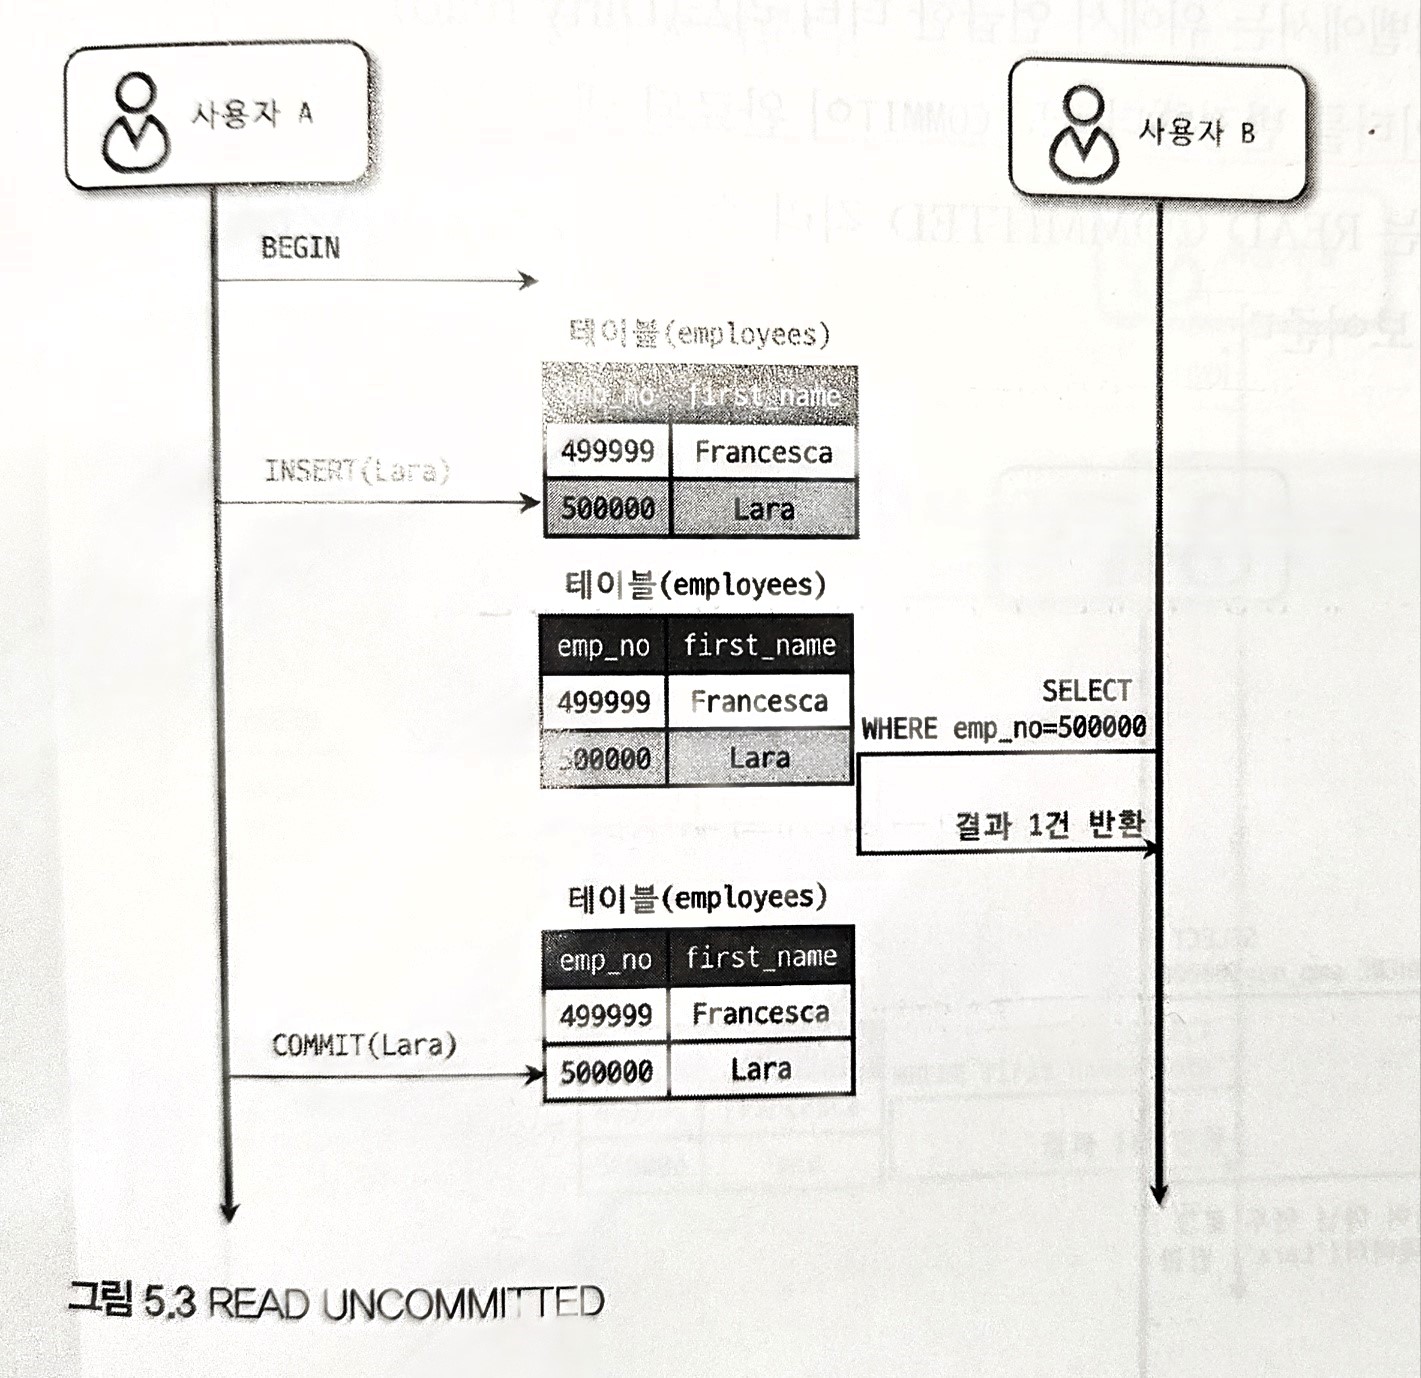 사용자 A
사용자 B
BEGIN
테이블(employees)
emp_no first_name
499999 Francesca
INSERT(Lara)
500000 Lara
테이블(employees)
emp_no first_name
499999 Francesca
500000 Lara
SELECT
WHERE emp_no=500000
결과 1건 반환
테이블(employees)
emp_no first_name
499999 Francesca
COMMIT(Lara)
500000 Lara
그림 5.3 READ UNCOMMITTED